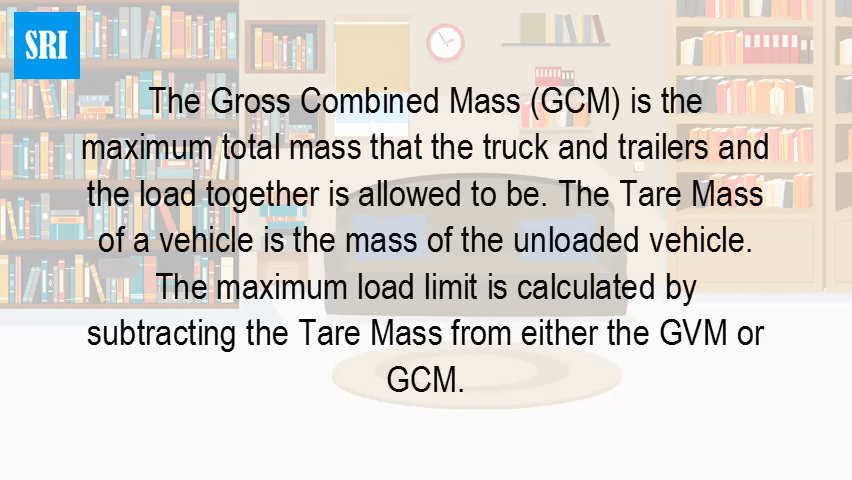 SRI
The Gross Combined Mass (GCM) is the
maximum total mass that the truck and trailers and
the load together is allowed to be. The Tare Mass
of a vehicle is the mass of the unloaded vehicle.
The maximum load limit is calculated by
subtracting the Tare Mass from either the GVM or
GCM.